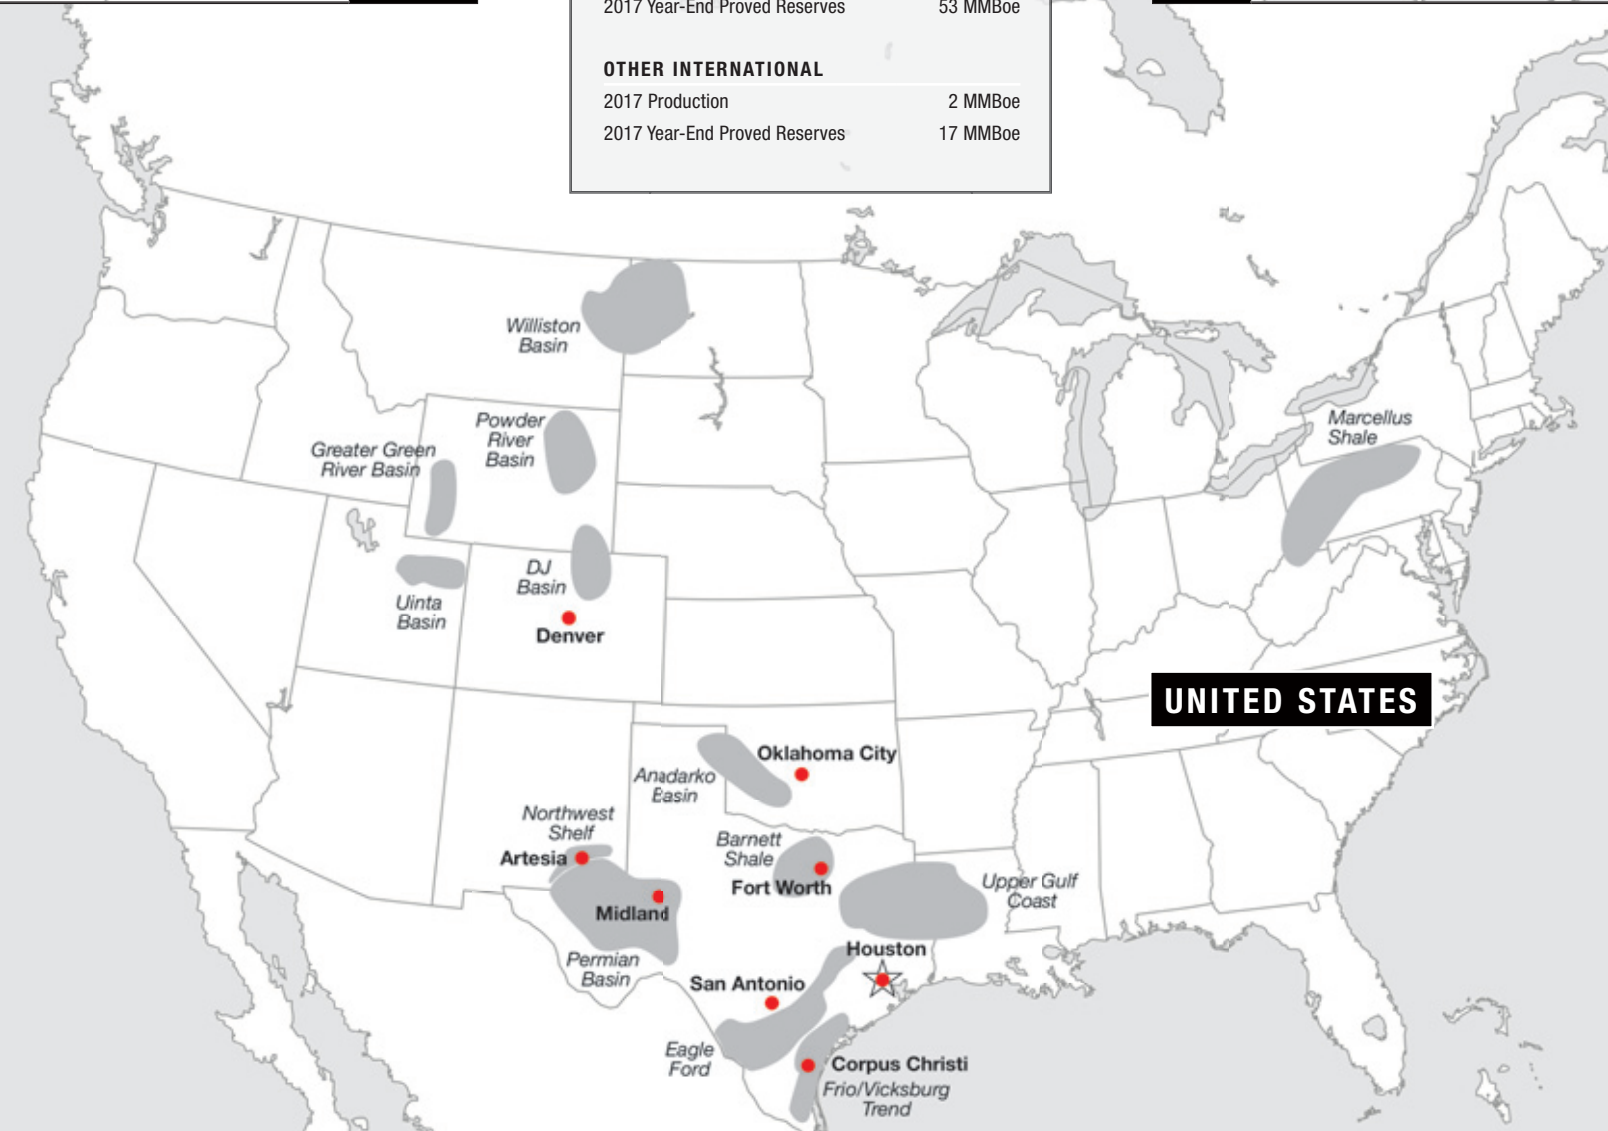 2017 Year-End Proved Reserves 53 MMBoe
OTHER INTERNATIONAL
2017 Production 2 MMBoe
2017 Year-End Proved Reserves 17 MMBoe
Williston
Basin
Powder
River
Basin
Greater Green
River Basin
Marcellus
Shale
DJ
Basin
Uinta
Basin
Denver
UNITED STATES
Oklahoma City
Anadarko
Basin
Northwest
Shelf
Artesia
Barnett
Shale
Fort Worth
Upper Gulf
Coast
Midland
Permian
Basin
Houston
San Antonio
Eagle
Ford
Corpus Christi
Frio/Vicksburg
Trend